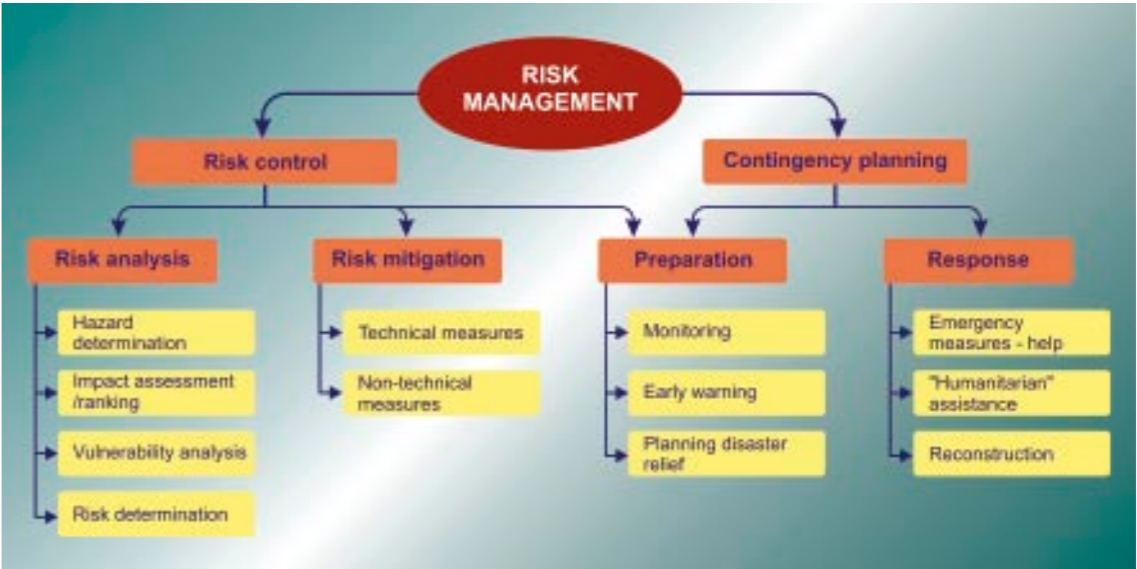 RISK
MANAGEMENT
Risk control
Contingency planning
Risk analysis
Risk mitigation
Preparation
Response
Hazard
determination
Impact assessment
/ranking
Vulnerability analysis
Risk determination
Technical measures
Non-technical
measures
Monitoring
Early warning
Planning disaster
relief
Emergency
measures - help
"Humanitarian"
assistance
Reconstruction